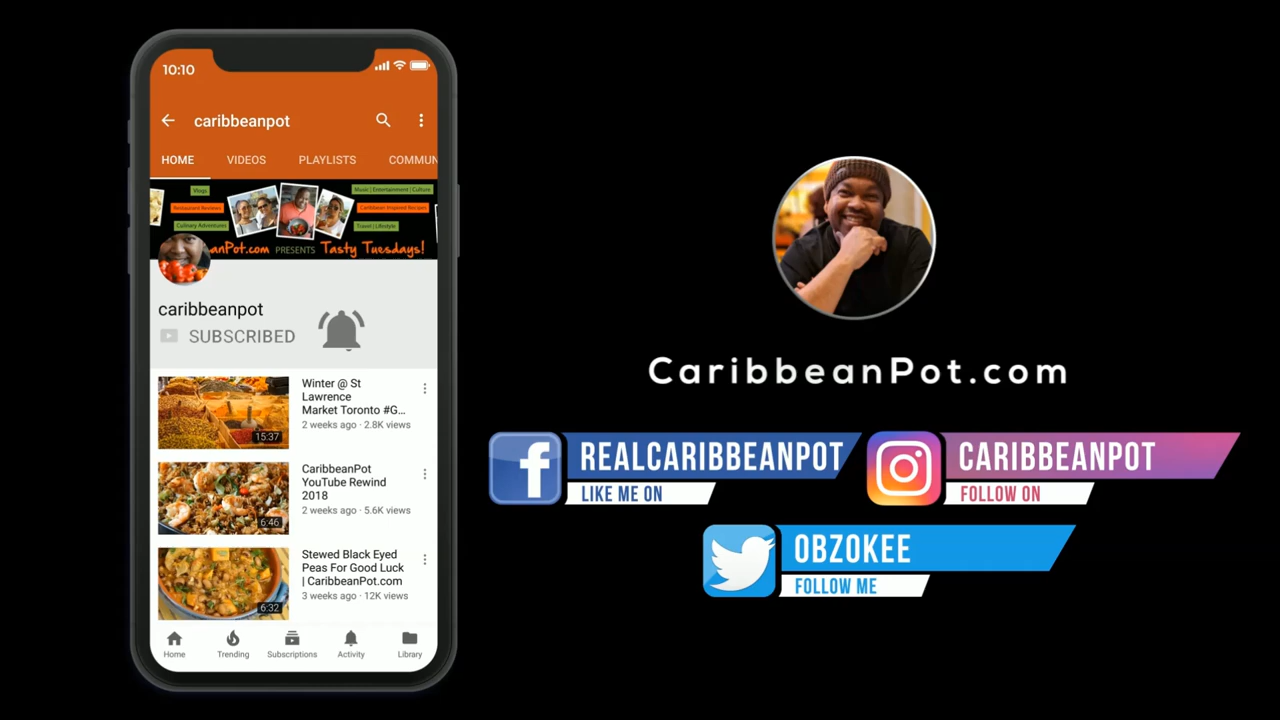 10:10
caribbeanpot
HOME VIDEOS PLAYLISTS COMMUN
Vlogs
Music | Entertainment | Culture
Restaurant Reviews
Caribbean Inspired Recipes
Culinary Adventures
Travel | Lifestyle
anPot.com PRESENTS Tasty Tuesdays!
caribbeanpot
SUBSCRIBED
Winter @ St
Lawrence
Market Toronto #G...
2 weeks ago · 2.8K views
15:37
CaribbeanPot
YouTube Rewind
2018
2 weeks ago · 5.6K views
6:46
Stewed Black Eyed
Peas For Good Luck
| CaribbeanPot.com
3 weeks ago · 12K views
6:32
Home Trending Subscriptions Activity Library
CaribbeanPot.com
f REALCARIBBEANPOT
LIKE ME ON
CARIBBEANPOT
FOLLOW ON
OBZOKEE
FOLLOW ME